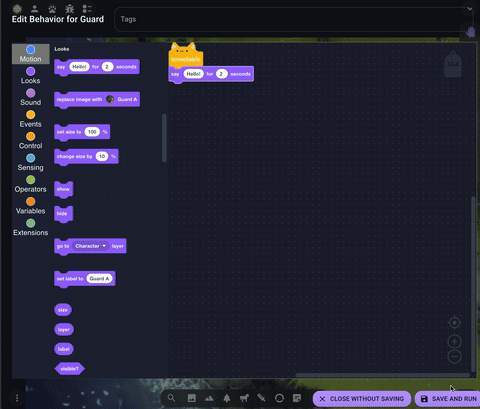 Edit Behavior for Guard
Tags
Motion
Looks
Sound
Events
Control
Sensing
Operators
Variables
Extensions
Looks
say Hello! for 2 seconds
replace image with Guard A
set size to 100 %
change size by 10 %
show
hide
go to Character layer
set label to Guard A
size
layer
label
visible?
immediately
say Hello! for 2 seconds
CLOSE WITHOUT SAVING
SAVE AND RUN